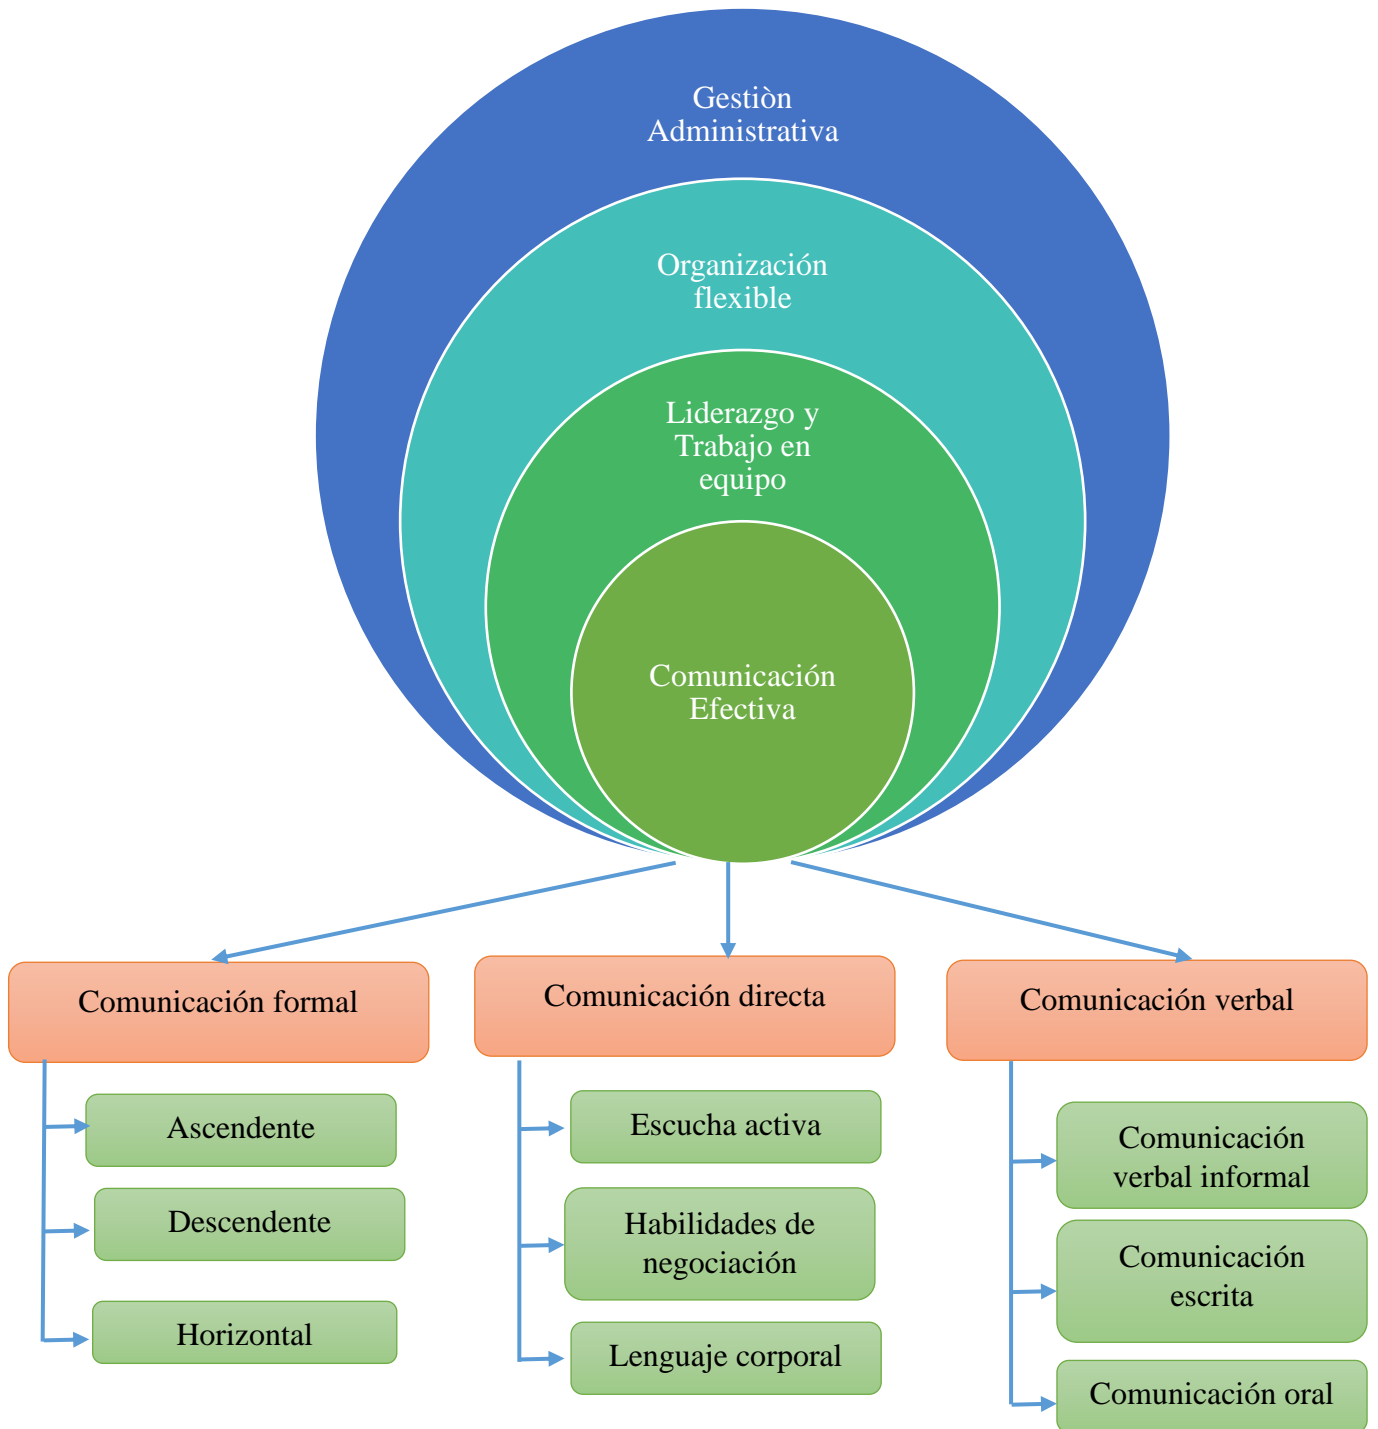 Gestiòn
Administrativa
Organización
flexible
Liderazgo y
Trabajo en
equipo
Comunicación
Efectiva
Comunicación formal
Ascendente
Descendente
Horizontal
Comunicación directa
Escucha activa
Habilidades de
negociación
Lenguaje corporal
Comunicación verbal
Comunicación
verbal informal
Comunicación
escrita
Comunicación oral